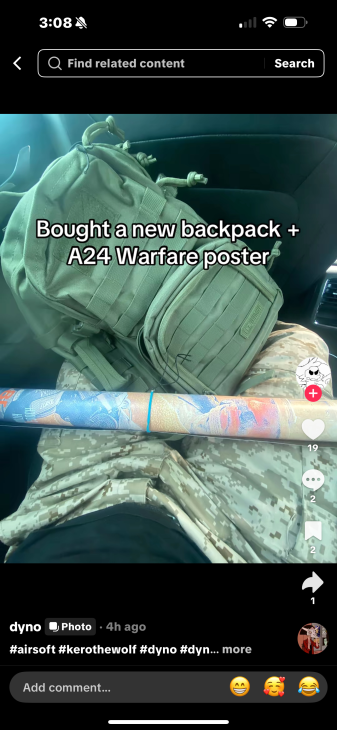 3:08
Find related content
Search
Bought a new backpack +
A24 Warfare poster
19
2
2
1
dyno Photo · 4h ago
#airsoft #kerothewolf #dyno #dyn... more
Add comment...